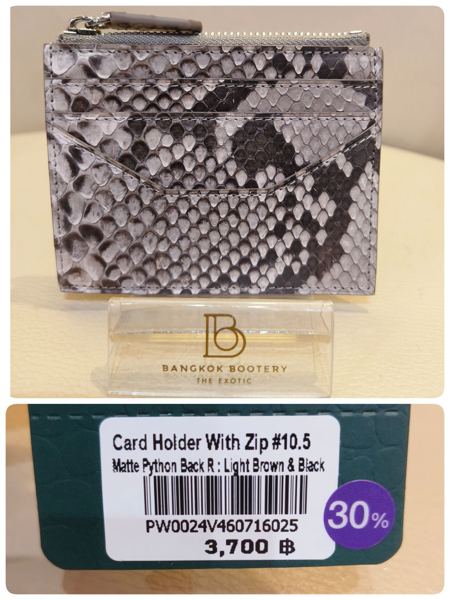 B
BANGKOK BOOTERY
THE EXOTIC
Card Holder With Zip #10.5
Matte Python Back R : Light Brown & Black
PW0024V460716025
3,700 ฿
30%